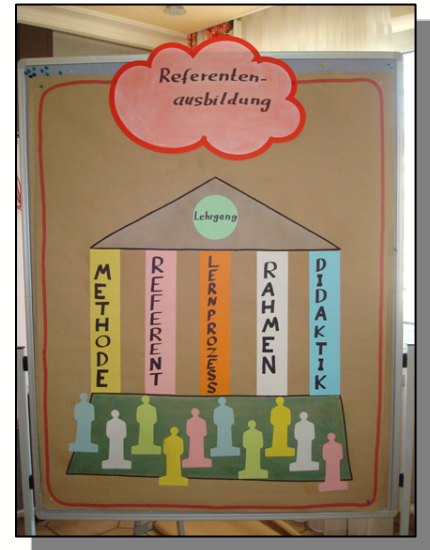 Referenten-
ausbildung
Lehrgang
METHODE
REFERENT
LERNPROZESS
RAHMEN
DIDAKTIK